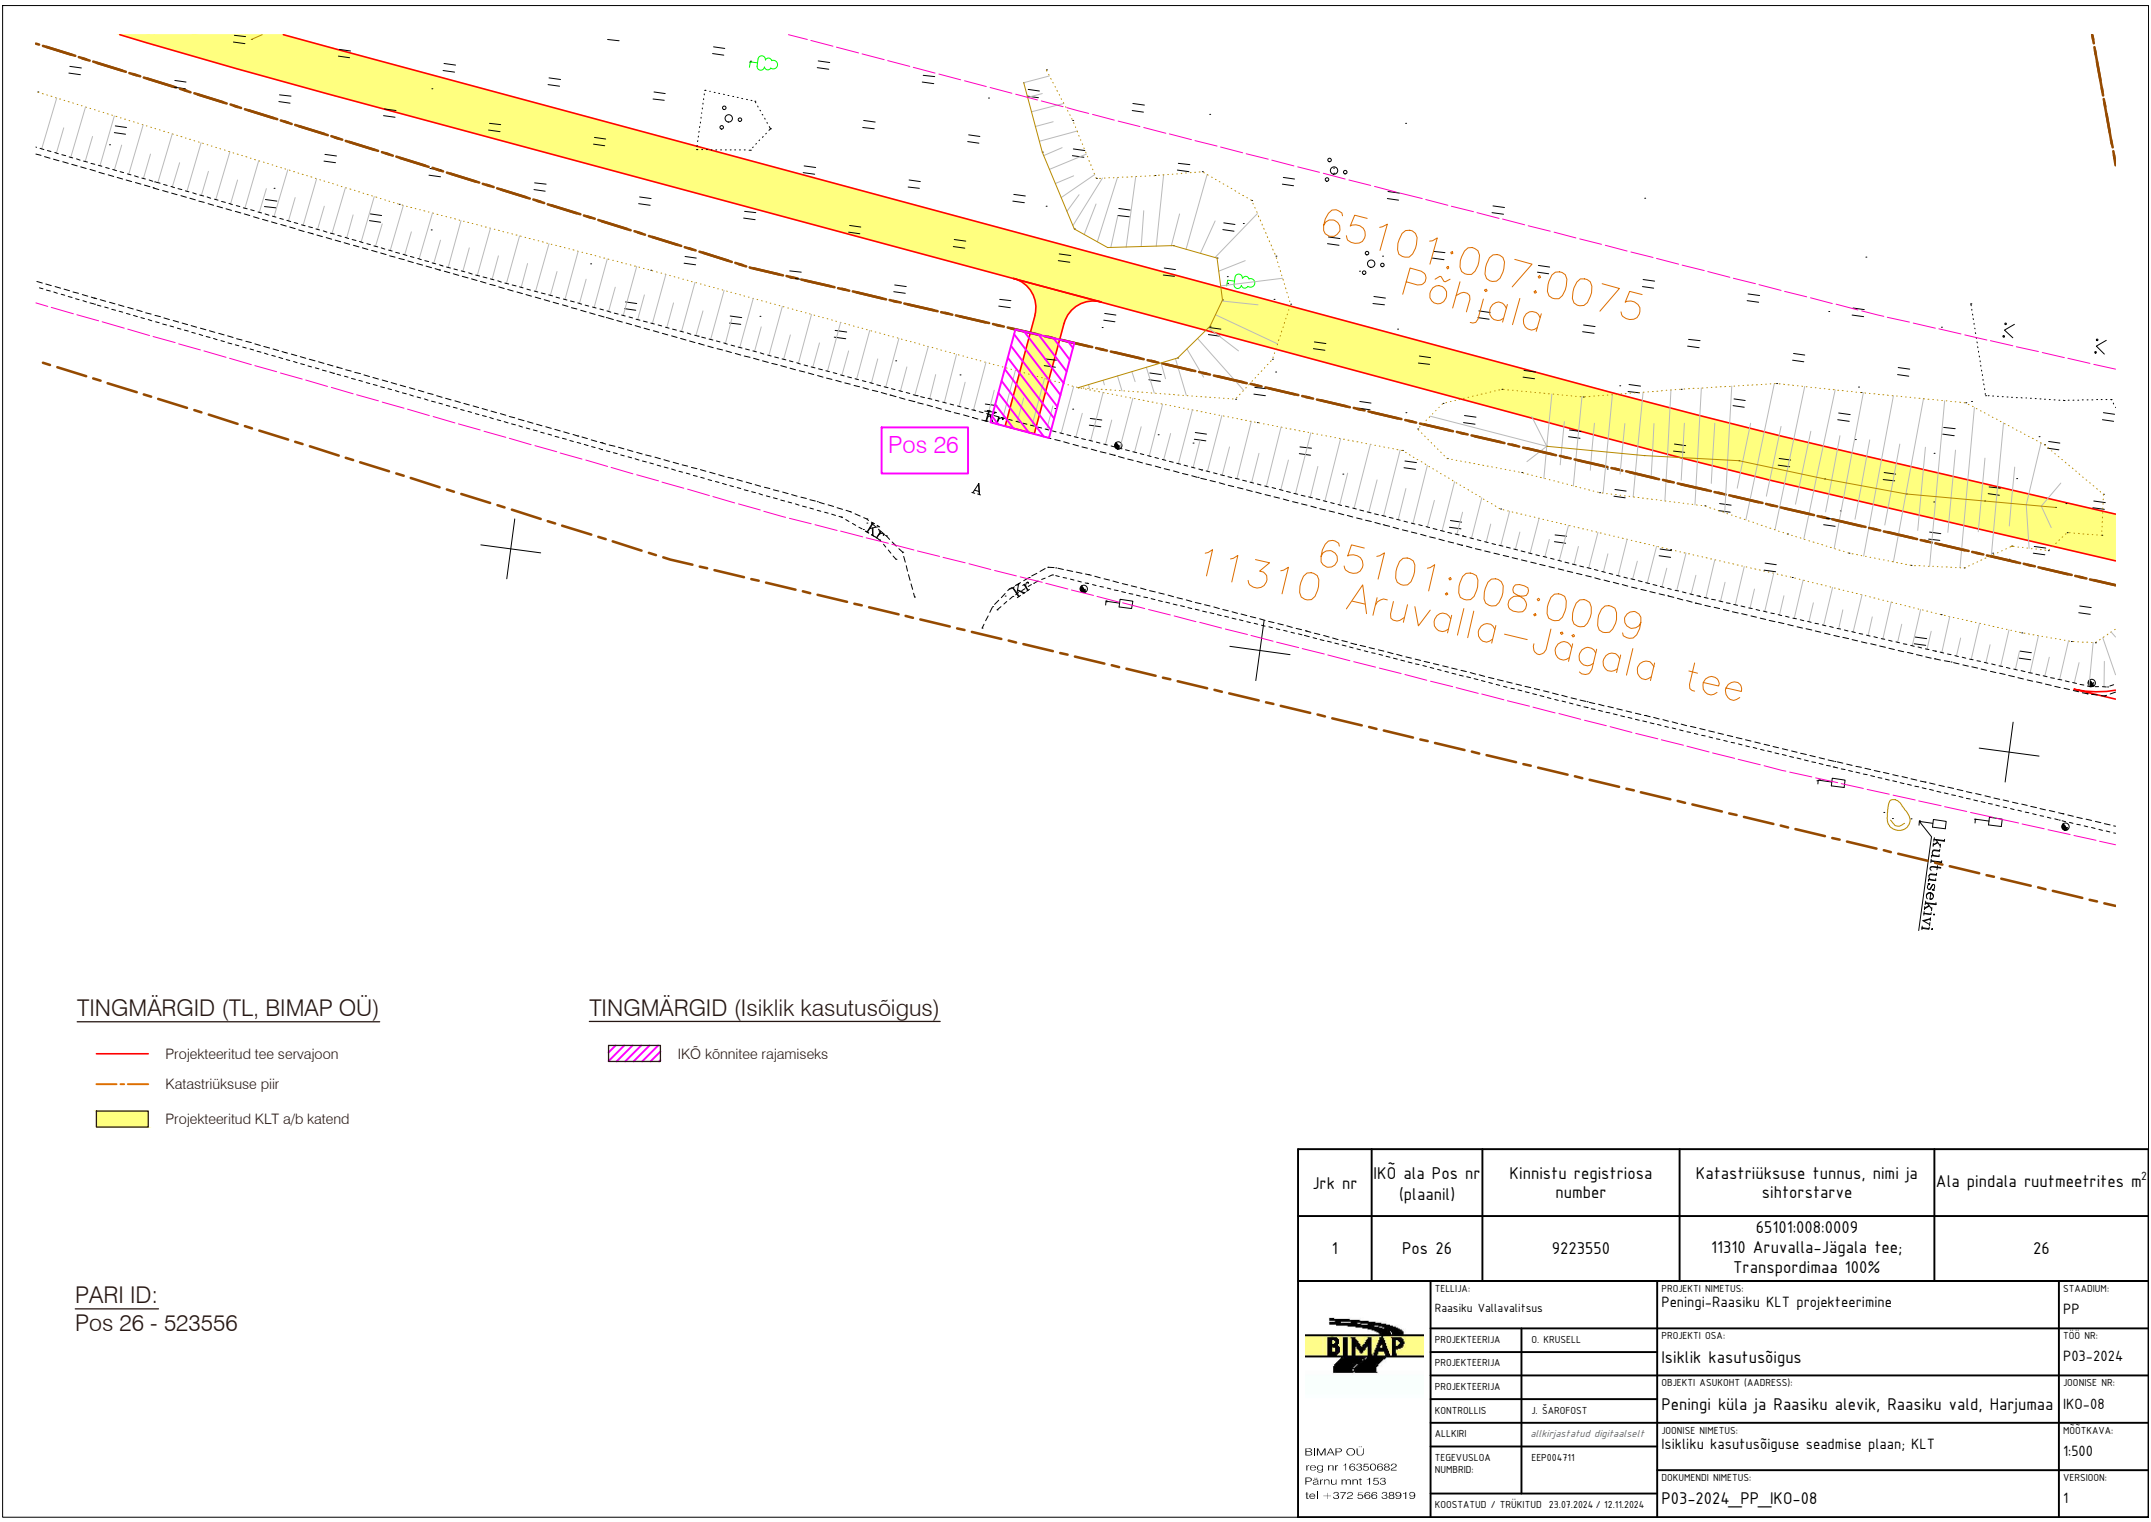 65101:007:0075
Põhjala
Kr
Pos 26
A
Kr
Kr
65101:008:0009
11310 Aruvalla-Jägala tee
kultusekivi
TINGMÄRGID (TL, BIMAP OÜ)
Projekteeritud tee servajoon
Katastriüksuse piir
Projekteeritud KLT a/b katend
TINGMÄRGID (Isiklik kasutusõigus)
IKÕ kõnnitee rajamiseks
PARI ID:
Pos 26 - 523556
Jrk nr
IKÕ ala Pos nr
(plaanil)
Kinnistu registriosa
number
Katastriüksuse tunnus, nimi ja
sihtorstarve
Ala pindala ruutmeetrites m²
1
Pos 26
9223550
65101:008:0009
11310 Aruvalla-Jägala tee;
Transpordimaa 100%
26
BIMAP
BIMAP OÜ
reg nr 16350682
Pärnu mnt 153
tel +372 566 38919
TELLIJA:
Raasiku Vallavalitsus
PROJEKTEERIJA O. KRUSELL
PROJEKTEERIJA
PROJEKTEERIJA
KONTROLLIS J. ŠAROFOST
ALLKIRI allkirjastatud digitaalselt
TEGEVUSLOA
NUMBRID:
EEP004711
KOOSTATUD / TRÜKITUD 23.07.2024 / 12.11.2024
PROJEKTI NIMETUS:
Peningi-Raasiku KLT projekteerimine
PROJEKTI OSA:
Isiklik kasutusõigus
OBJEKTI ASUKOHT (AADRESS):
Peningi küla ja Raasiku alevik, Raasiku vald, Harjumaa
JOONISE NIMETUS:
Isikliku kasutusõiguse seadmise plaan; KLT
DOKUMENDI NIMETUS:
P03-2024_PP_IKO-08
STAADIUM:
PP
TÖÖ NR:
P03-2024
JOONISE NR:
IKO-08
MÕÕTKAVA:
1:500
VERSIOON:
1